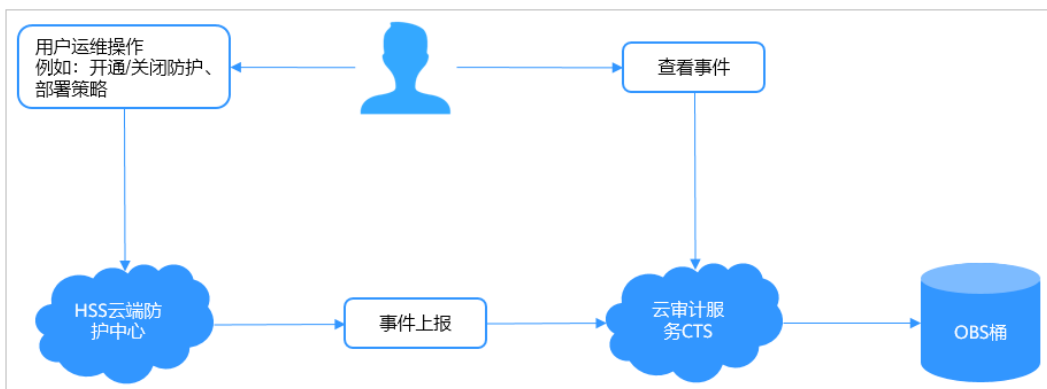 用户运维操作
例如：开通/关闭防护、
部署策略
查看事件
HSS云端防
护中心
事件上报
云审计服
务CTS
OBS桶